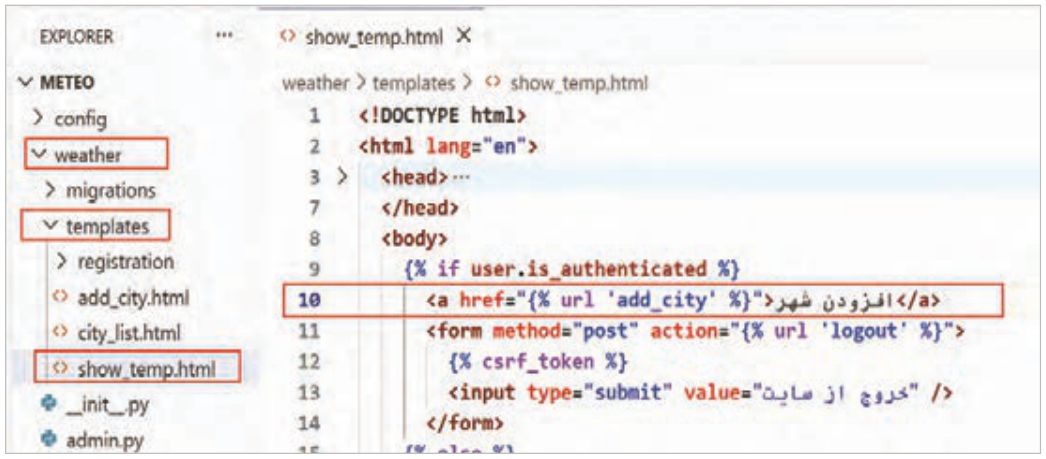 EXPLORER ...
METEO
config
weather
migrations
templates
registration
add_city.html
city_list.html
show_temp.html
__init__.py
admin.py
show_temp.html X
weather > templates > show_temp.html
1 <!DOCTYPE html>
2 <html lang="en">
3 > <head>...
7 </head>
8 <body>
9 {% if user.is_authenticated %}
10 <a href="{% url 'add_city' %}">افزودن شهر</a>
11 <form method="post" action="{% url 'logout' %}">
12 {% csrf_token %}
13 <input type="submit" value="خروج از سایت" />
14 </form>
15 {% else %}